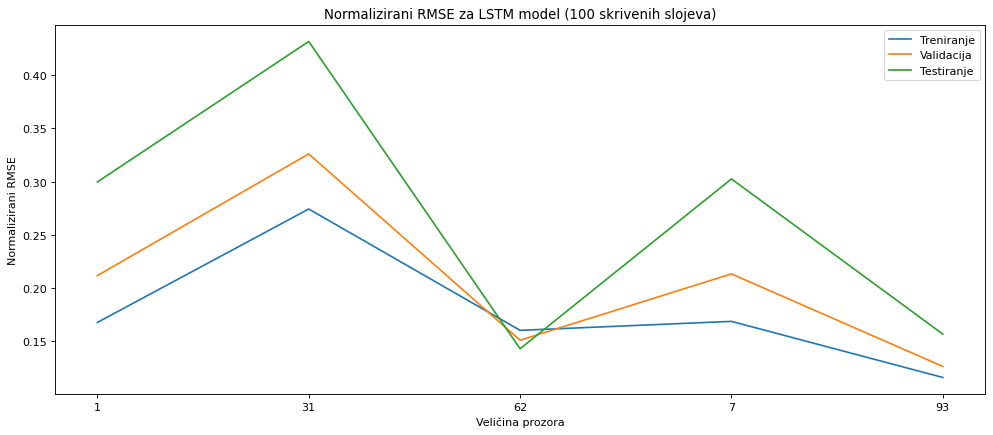 Normalizirani RMSE za LSTM model (100 skrivenih slojeva)
Treniranje
Validacija
Testiranje
Normalizirani RMSE
0.40
0.35
0.30
0.25
0.20
0.15
1 31 62 7 93
Veličina prozora